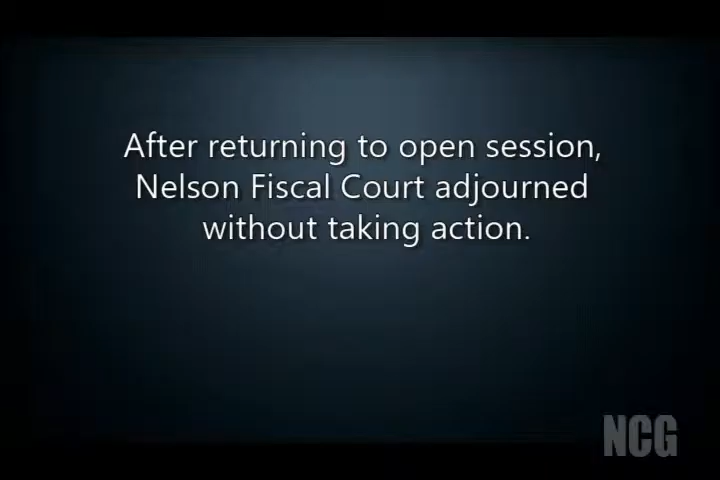 After returning to open session,
Nelson Fiscal Court adjourned
without taking action.
NCG